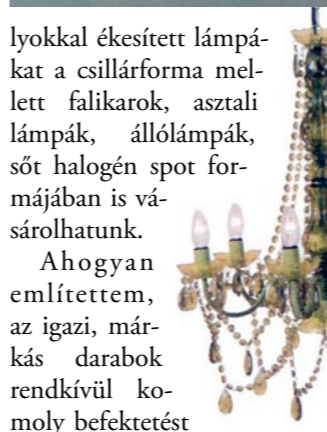 lyokkal ékesített lámpá-
kat a csillárforma mel-
lett falikarok, asztali
lámpák, állólámpák,
sőt halogén spot for-
májában is vá-
sárolhatunk.
Ahogyan
említettem,
az igazi, már-
kás darabok
rendkívül ko-
moly befektetést